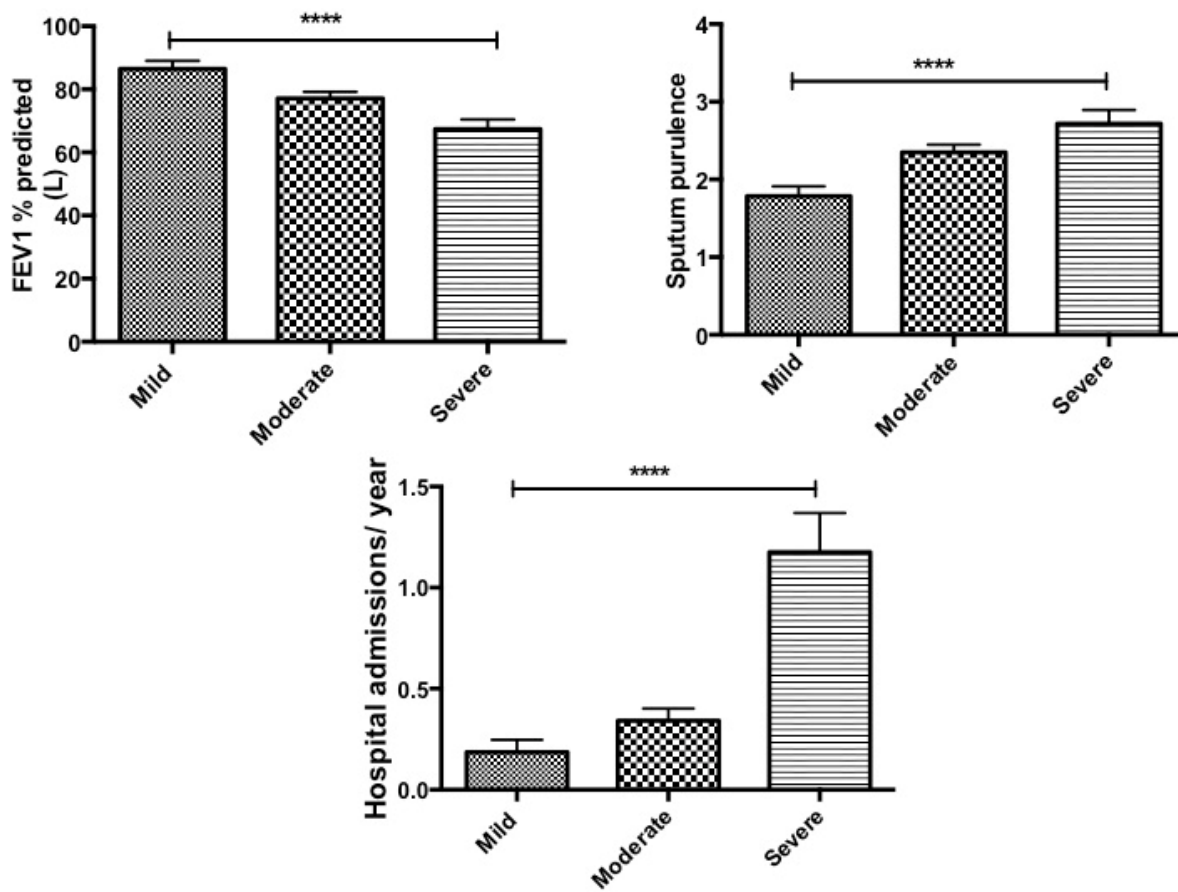 ****
100
80
60
40
20
0
FEV1 % predicted
(L)
Mild
Moderate
Severe
****
4
3
2
1
0
Sputum purulence
Mild
Moderate
Severe
****
1.5
1.0
0.5
0.0
Hospital admissions/ year
Mild
Moderate
Severe